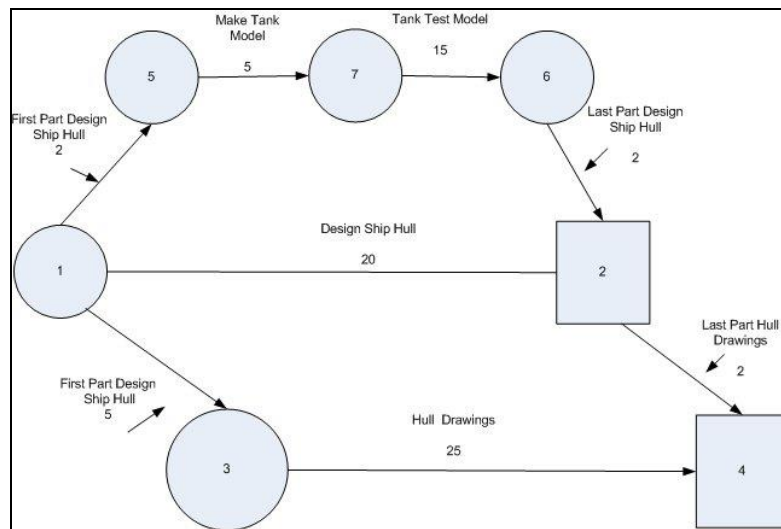 Make Tank
Model
5
Tank Test Model
15
5
7
6
First Part Design
Ship Hull
2
Last Part Design
Ship Hull
2
Design Ship Hull
20
1
2
Last Part Hull
Drawings
2
First Part Design
Ship Hull
5
Hull Drawings
25
3
4